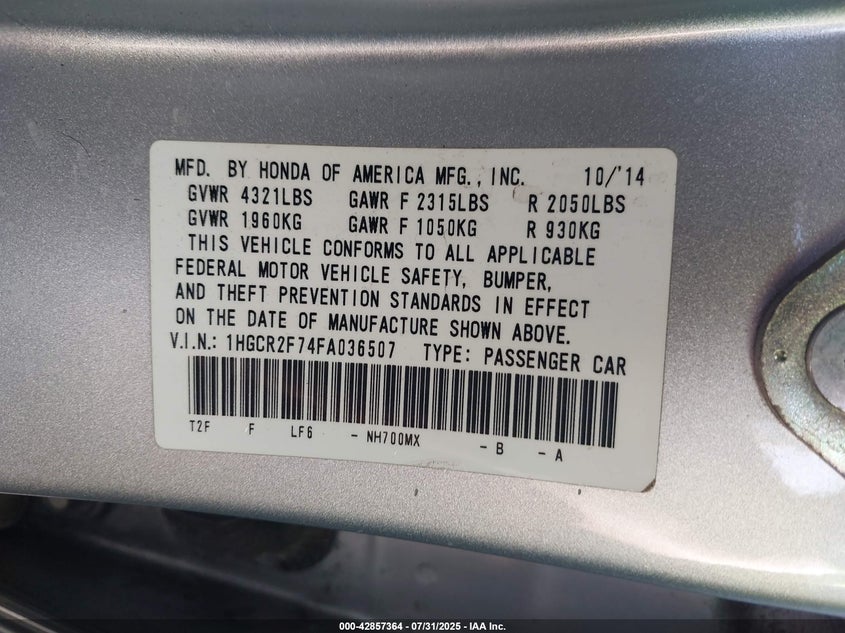 MFD. BY HONDA OF AMERICA MFG., INC. 10/'14
GVWR 4321LBS GAWR F 2315LBS R 2050LBS
GVWR 1960KG GAWR F 1050KG R 930KG
THIS VEHICLE CONFORMS TO ALL APPLICABLE
FEDERAL MOTOR VEHICLE SAFETY, BUMPER,
AND THEFT PREVENTION STANDARDS IN EFFECT
ON THE DATE OF MANUFACTURE SHOWN ABOVE.
V.I.N.: 1HGCR2F74FA036507 TYPE: PASSENGER CAR
T2F F LF6 - NH700MX - B - A
000-42857364 | 07/31/2025 - IAA Inc.